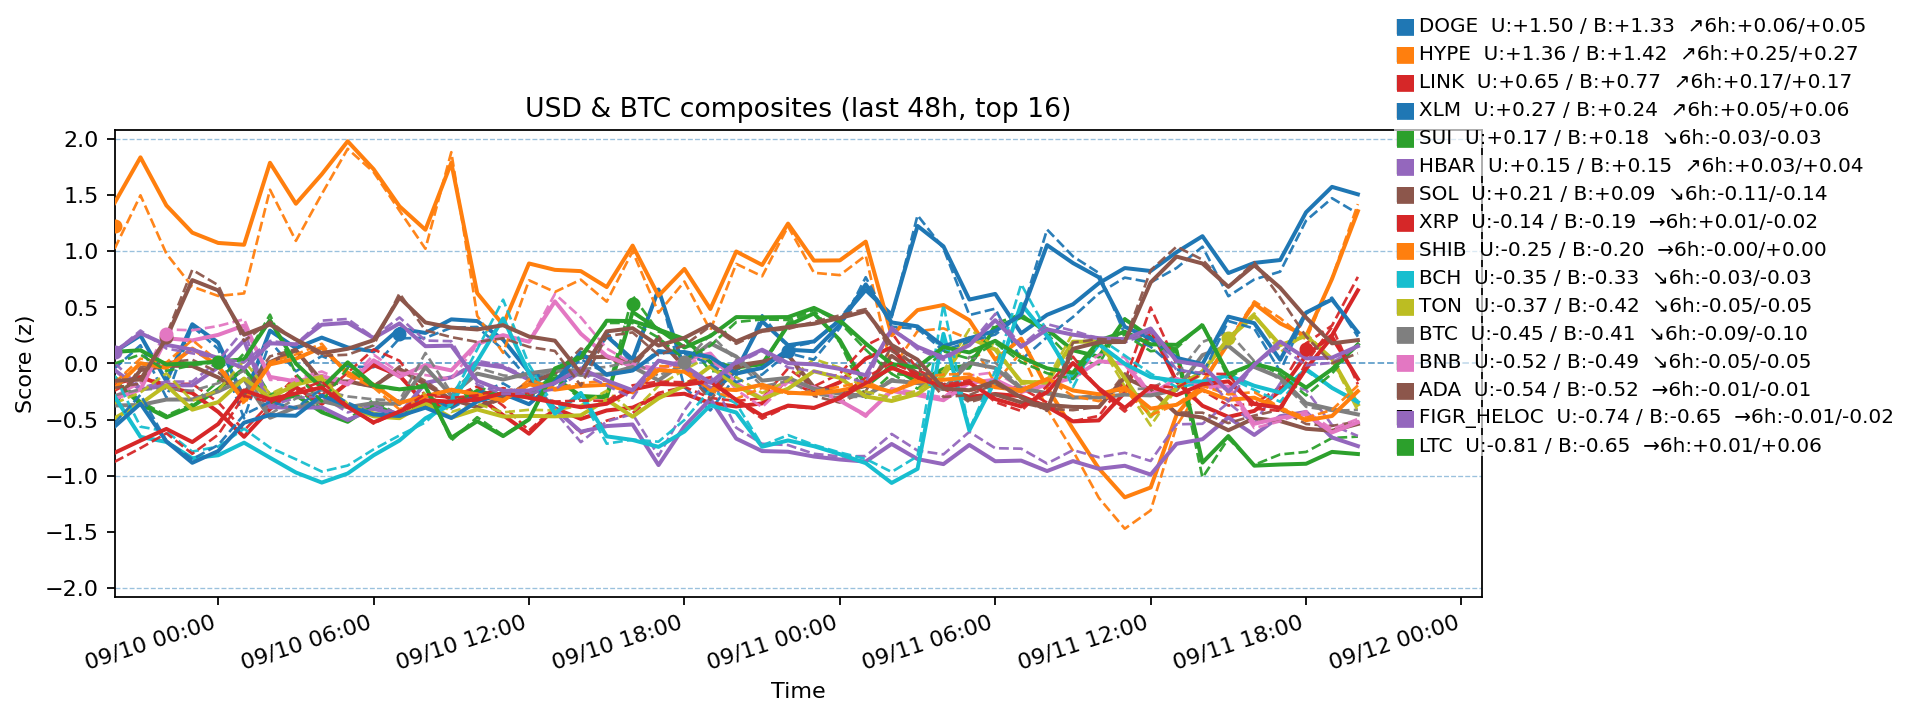 DOGE  U:+1.50 / B:+1.33  ↗6h:+0.06/+0.05
HYPE  U:+1.36 / B:+1.42  ↗6h:+0.25/+0.27
LINK  U:+0.65 / B:+0.77  ↗6h:+0.17/+0.17
XLM  U:+0.27 / B:+0.24  ↗6h:+0.05/+0.06
SUI  U:+0.17 / B:+0.18  ↘6h:-0.03/-0.03
HBAR  U:+0.15 / B:+0.15  ↗6h:+0.03/+0.04
SOL  U:+0.21 / B:+0.09  ↘6h:-0.11/-0.14
XRP  U:-0.14 / B:-0.19  →6h:+0.01/-0.02
SHIB  U:-0.25 / B:-0.20  →6h:-0.00/+0.00
BCH  U:-0.35 / B:-0.33  ↘6h:-0.03/-0.03
TON  U:-0.37 / B:-0.42  ↘6h:-0.05/-0.05
BTC  U:-0.45 / B:-0.41  ↘6h:-0.09/-0.10
BNB  U:-0.52 / B:-0.49  ↘6h:-0.05/-0.05
ADA  U:-0.54 / B:-0.52  →6h:-0.01/-0.01
FIGR_HELOC  U:-0.74 / B:-0.65  →6h:-0.01/-0.02
LTC  U:-0.81 / B:-0.65  →6h:+0.01/+0.06
USD & BTC composites (last 48h, top 16)
Score (z)
2.0
1.5
1.0
0.5
0.0
−0.5
−1.0
−1.5
−2.0
09/10 00:00
09/10 06:00
09/10 12:00
09/10 18:00
09/11 00:00
09/11 06:00
09/11 12:00
09/11 18:00
09/12 00:00
Time